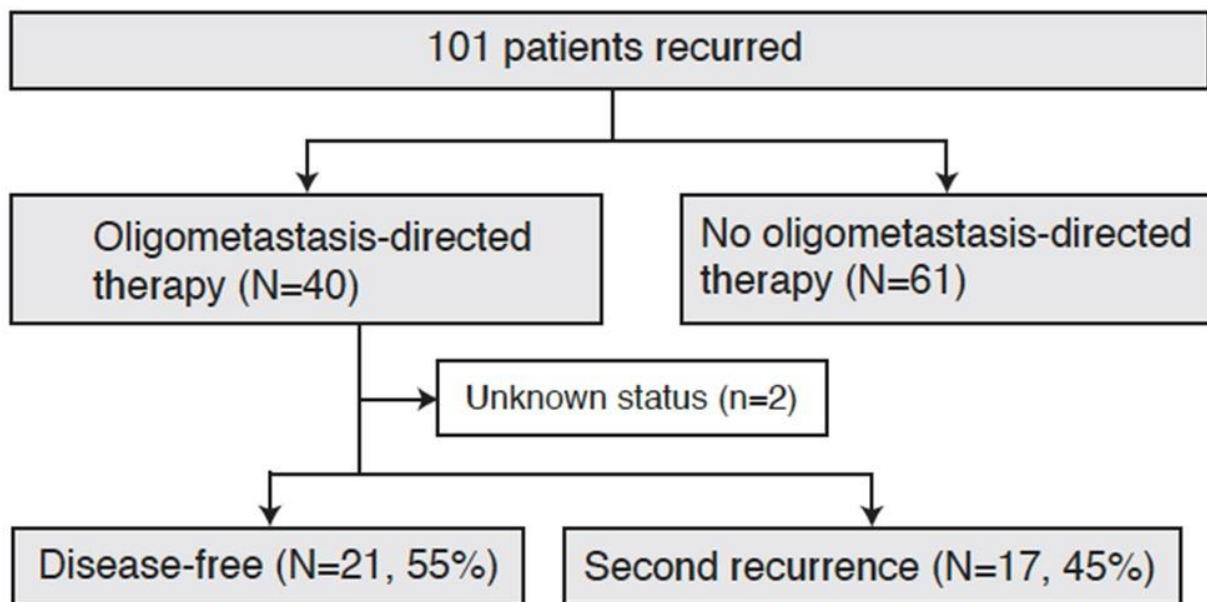 101 patients recurred
Oligometastasis-directed
therapy (N=40)
No oligometastasis-directed
therapy (N=61)
Unknown status (n=2)
Disease-free (N=21, 55%)
Second recurrence (N=17, 45%)